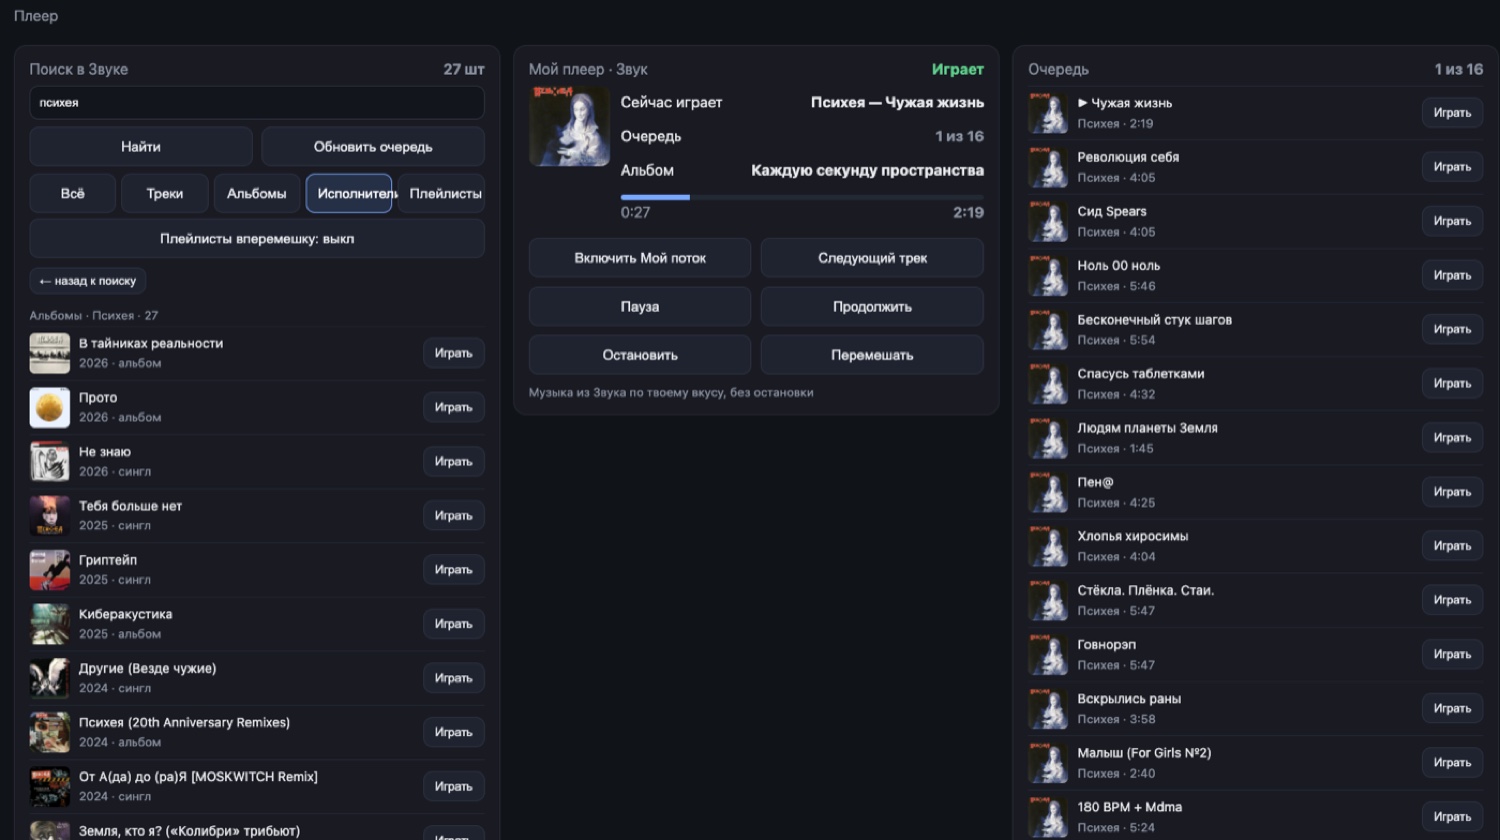 Плеер
Поиск в Звуке
27 шт
психея
Найти
Обновить очередь
Всё
Треки
Альбомы
Исполнители
Плейлисты
Плейлисты вперемешку: выкл
← назад к поиску
Альбомы · Психея · 27
В тайниках реальности
2026 · альбом
Играть
Прото
2026 · альбом
Играть
Не знаю
2026 · сингл
Играть
Тебя больше нет
2025 · сингл
Играть
Гриптейп
2025 · сингл
Играть
Киберакустика
2025 · альбом
Играть
Другие (Везде чужие)
2024 · сингл
Играть
Психея (20th Anniversary Remixes)
2024 · альбом
Играть
От А(да) до (ра)Я [MOSKWITCH Remix]
2024 · сингл
Играть
Земля, кто я? («Колибри» трибьют)
Играть
Мой плеер · Звук
Играет
Сейчас играет
Психея — Чужая жизнь
Очередь
1 из 16
Альбом
Каждую секунду пространства
0:27
2:19
Включить Мой поток
Следующий трек
Пауза
Продолжить
Остановить
Перемешать
Музыка из Звука по твоему вкусу, без остановки
Очередь
1 из 16
▶ Чужая жизнь
Психея · 2:19
Играть
Революция себя
Психея · 4:05
Играть
Сид Spears
Психея · 4:05
Играть
Ноль 00 ноль
Психея · 5:46
Играть
Бесконечный стук шагов
Психея · 5:54
Играть
Спасусь таблетками
Психея · 4:32
Играть
Людям планеты Земля
Психея · 1:45
Играть
Пен@
Психея · 4:25
Играть
Хлопья хиросимы
Психея · 4:04
Играть
Стёкла. Плёнка. Стаи.
Психея · 5:47
Играть
Говнорэп
Психея · 5:47
Играть
Вскрылись раны
Психея · 3:58
Играть
Малыш (For Girls №2)
Психея · 2:40
Играть
180 BPM + Mdma
Психея · 5:24
Играть